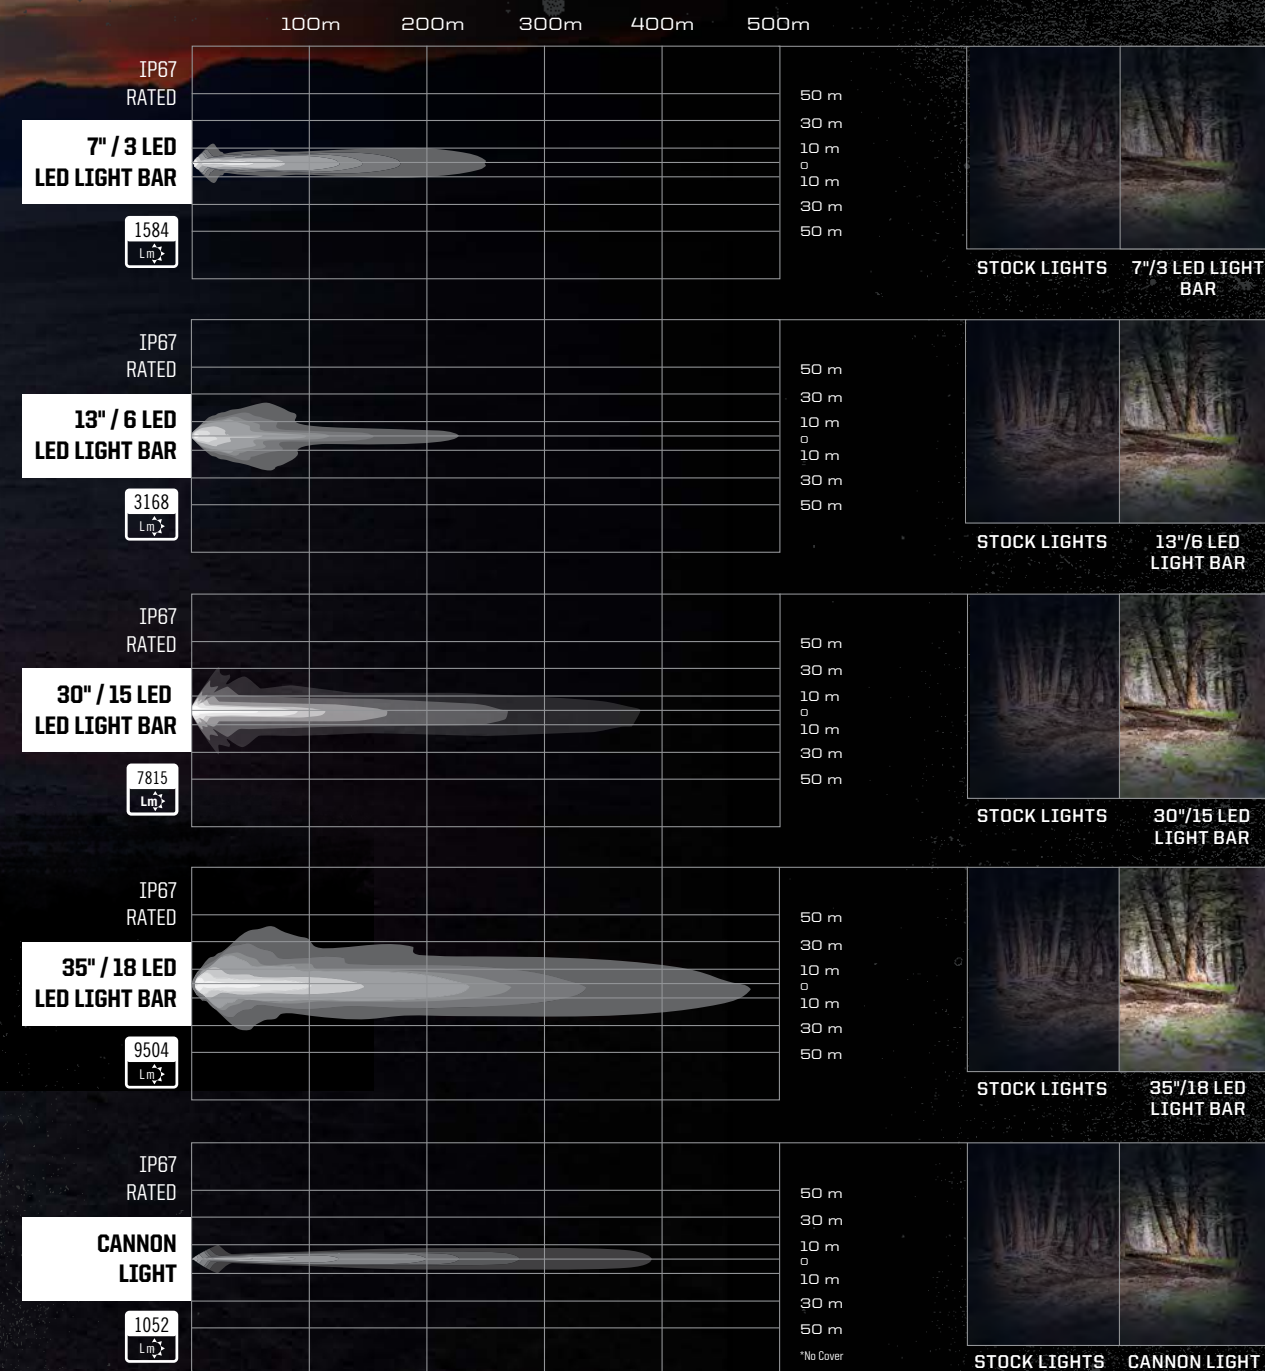 100m 200m 300m 400m 500m
IP67
RATED
7" / 3 LED
LED LIGHT BAR
1584
Lm
50 m
30 m
10 m
0
10 m
30 m
50 m
STOCK LIGHTS
7"/3 LED LIGHT
BAR
IP67
RATED
13" / 6 LED
LED LIGHT BAR
3168
Lm
50 m
30 m
10 m
0
10 m
30 m
50 m
STOCK LIGHTS
13"/6 LED
LIGHT BAR
IP67
RATED
30" / 15 LED
LED LIGHT BAR
7815
Lm
50 m
30 m
10 m
0
10 m
30 m
50 m
STOCK LIGHTS
30"/15 LED
LIGHT BAR
IP67
RATED
35" / 18 LED
LED LIGHT BAR
9504
Lm
50 m
30 m
10 m
0
10 m
30 m
50 m
STOCK LIGHTS
35"/18 LED
LIGHT BAR
IP67
RATED
CANNON
LIGHT
1052
Lm
50 m
30 m
10 m
0
10 m
30 m
50 m
*No Cover
STOCK LIGHTS
CANNON LIGHT